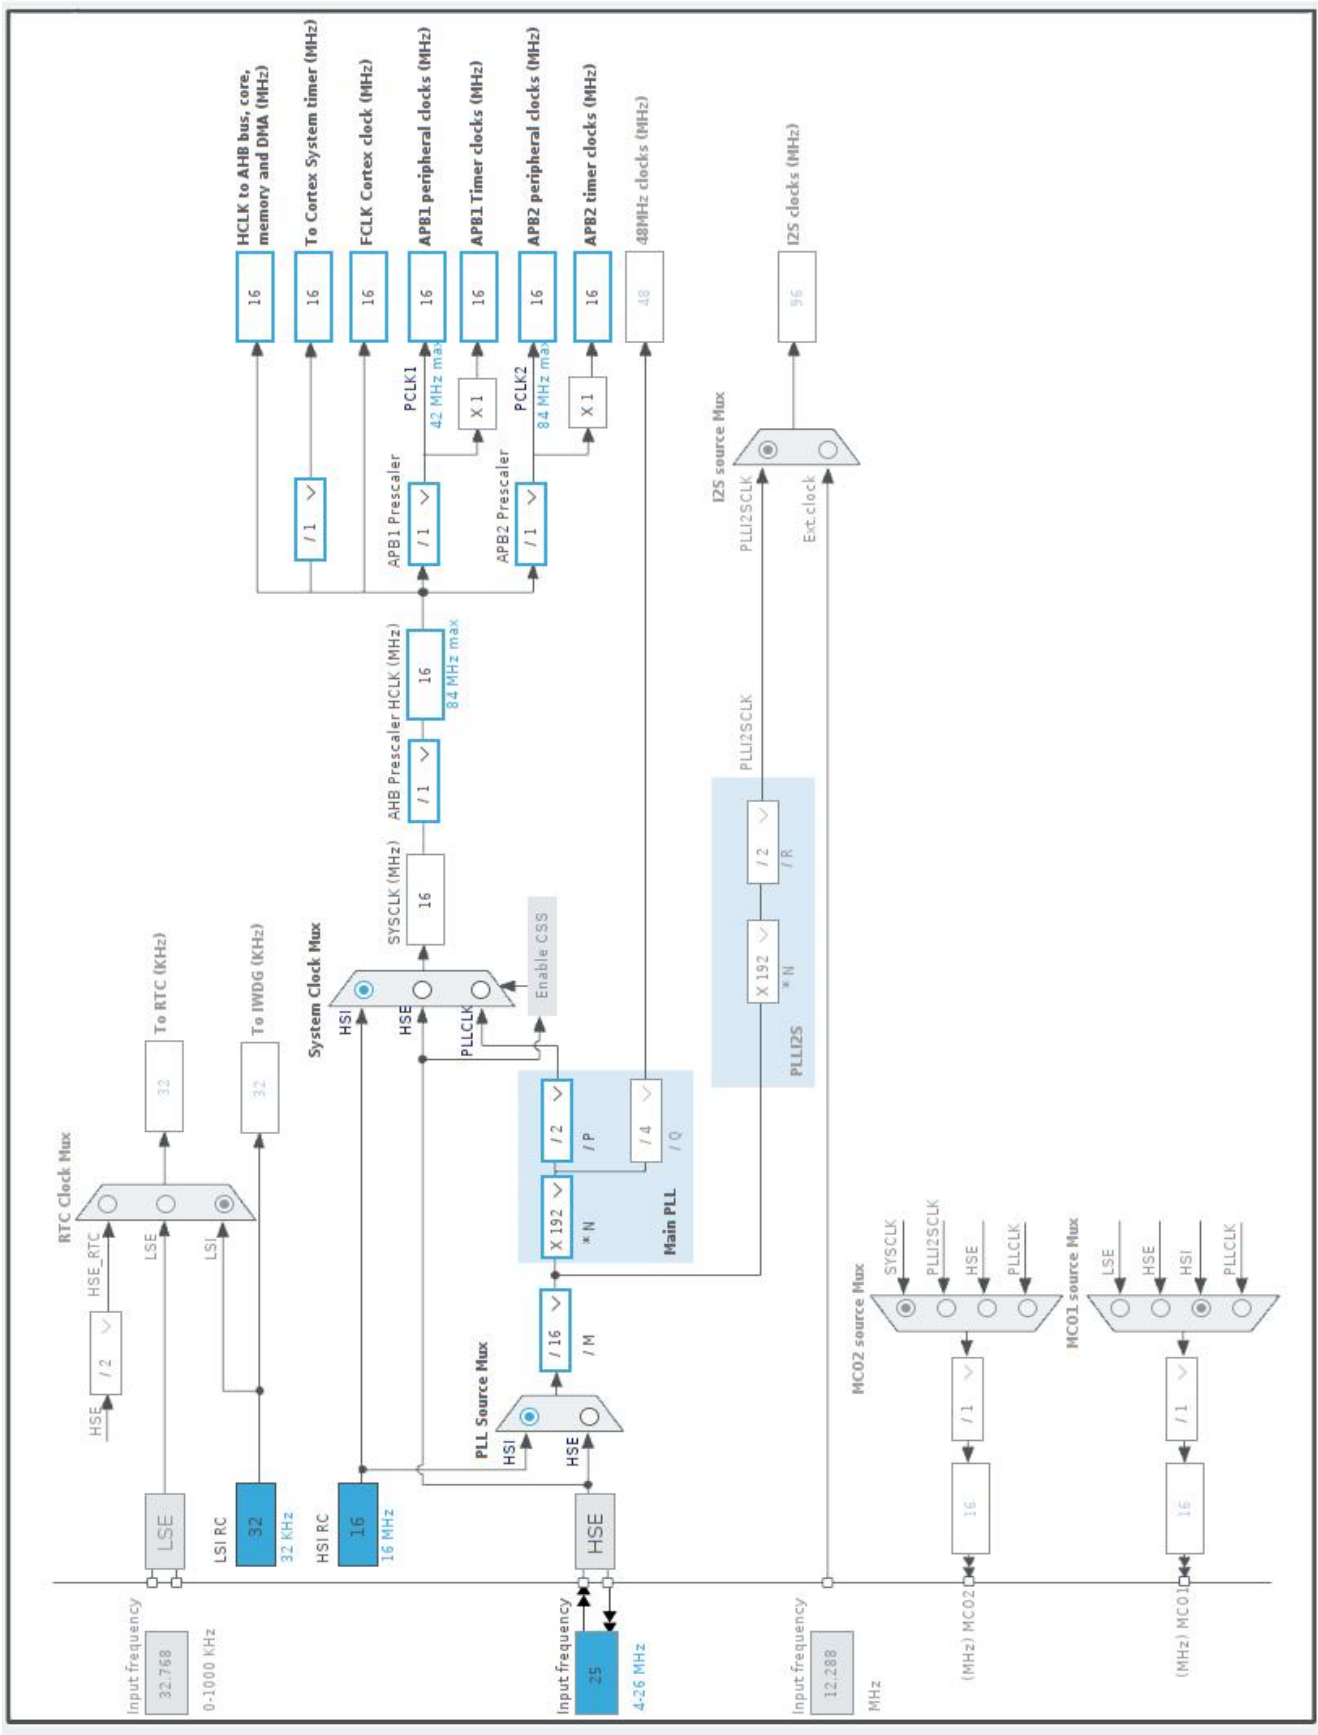 Input frequency
32.768
0-1000 KHz
LSE
HSE
/ 2
HSE_RTC
LSE
LSI
RTC Clock Mux
32
To RTC (KHz)
LSI RC
32
32 KHz
32
To IWDG (KHz)
HSI RC
16
16 MHz
System Clock Mux
HSI
HSE
PLLCLK
Enable CSS
SYSCLK (MHz)
16
AHB Prescaler
/ 1
HCLK (MHz)
16
84 MHz max
16
HCLK to AHB bus, core,
memory and DMA (MHz)
/ 1
16
To Cortex System timer (MHz)
16
FCLK Cortex clock (MHz)
APB1 Prescaler
/ 1
PCLK1
42 MHz max
16
APB1 peripheral clocks (MHz)
X 1
16
APB1 Timer clocks (MHz)
APB2 Prescaler
/ 1
PCLK2
84 MHz max
16
APB2 peripheral clocks (MHz)
X 1
16
APB2 timer clocks (MHz)
48
48MHz clocks (MHz)
Input frequency
25
4-26 MHz
HSE
PLL Source Mux
HSI
HSE
/ 16
/ M
X 192
* N
/ 2
/ P
/ 4
/ Q
Main PLL
X 192
* N
/ 2
/ R
PLLI2S
PLLI2SCLK
PLLI2SCLK
I2S source Mux
Ext.clock
96
I2S clocks (MHz)
Input frequency
12.288
MHz
MCO2 source Mux
SYSCLK
PLLI2SCLK
HSE
PLLCLK
/ 1
16
(MHz) MCO2
MCO1 source Mux
LSE
HSE
HSI
PLLCLK
/ 1
16
(MHz) MCO1